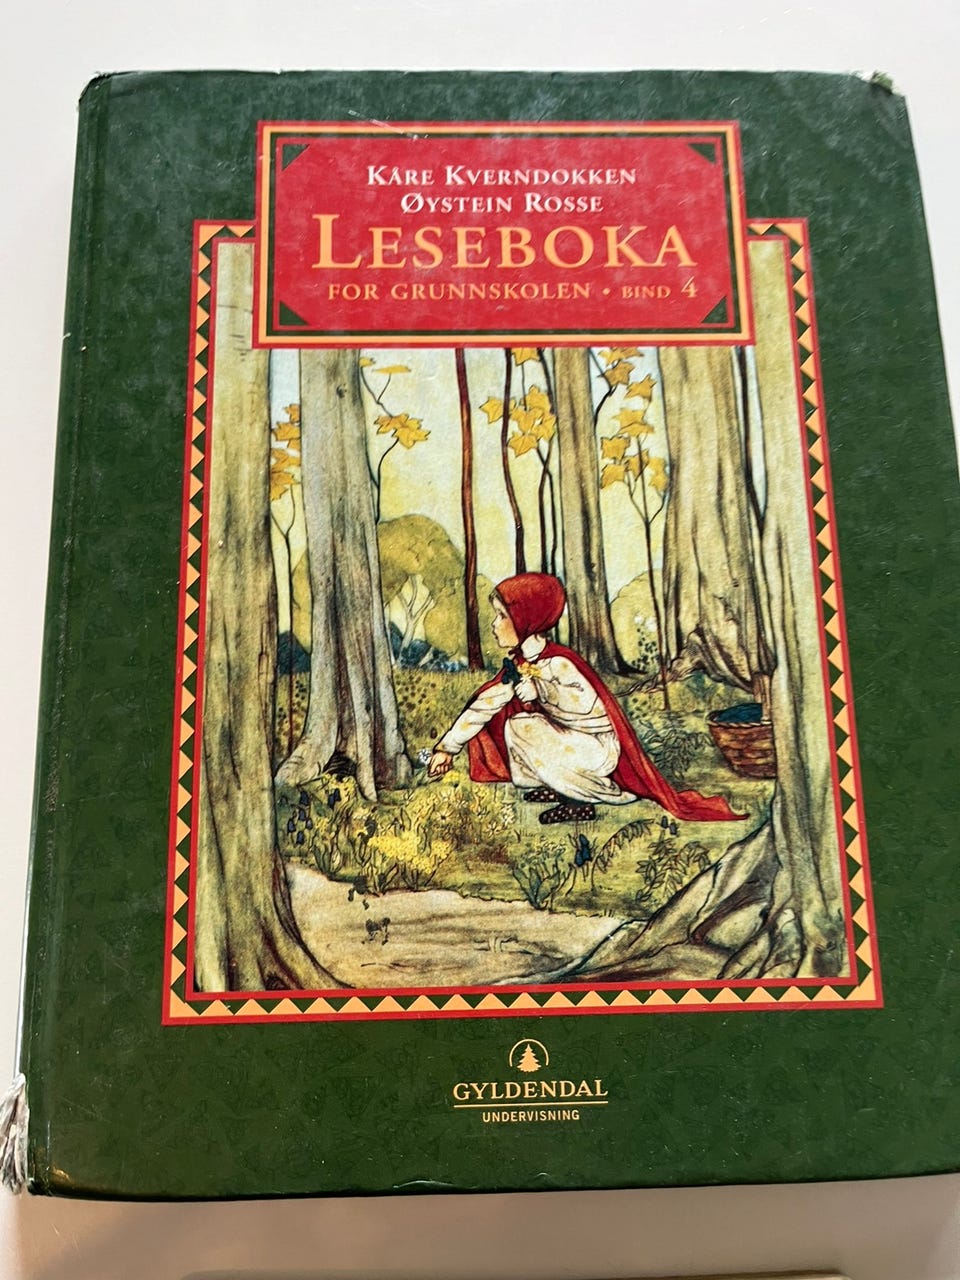 KÅRE KVERNDOKKEN
ØYSTEIN ROSSE
LESEBOKA
FOR GRUNNSKOLEN • BIND 4
GYLDENDAL
UNDERVISNING